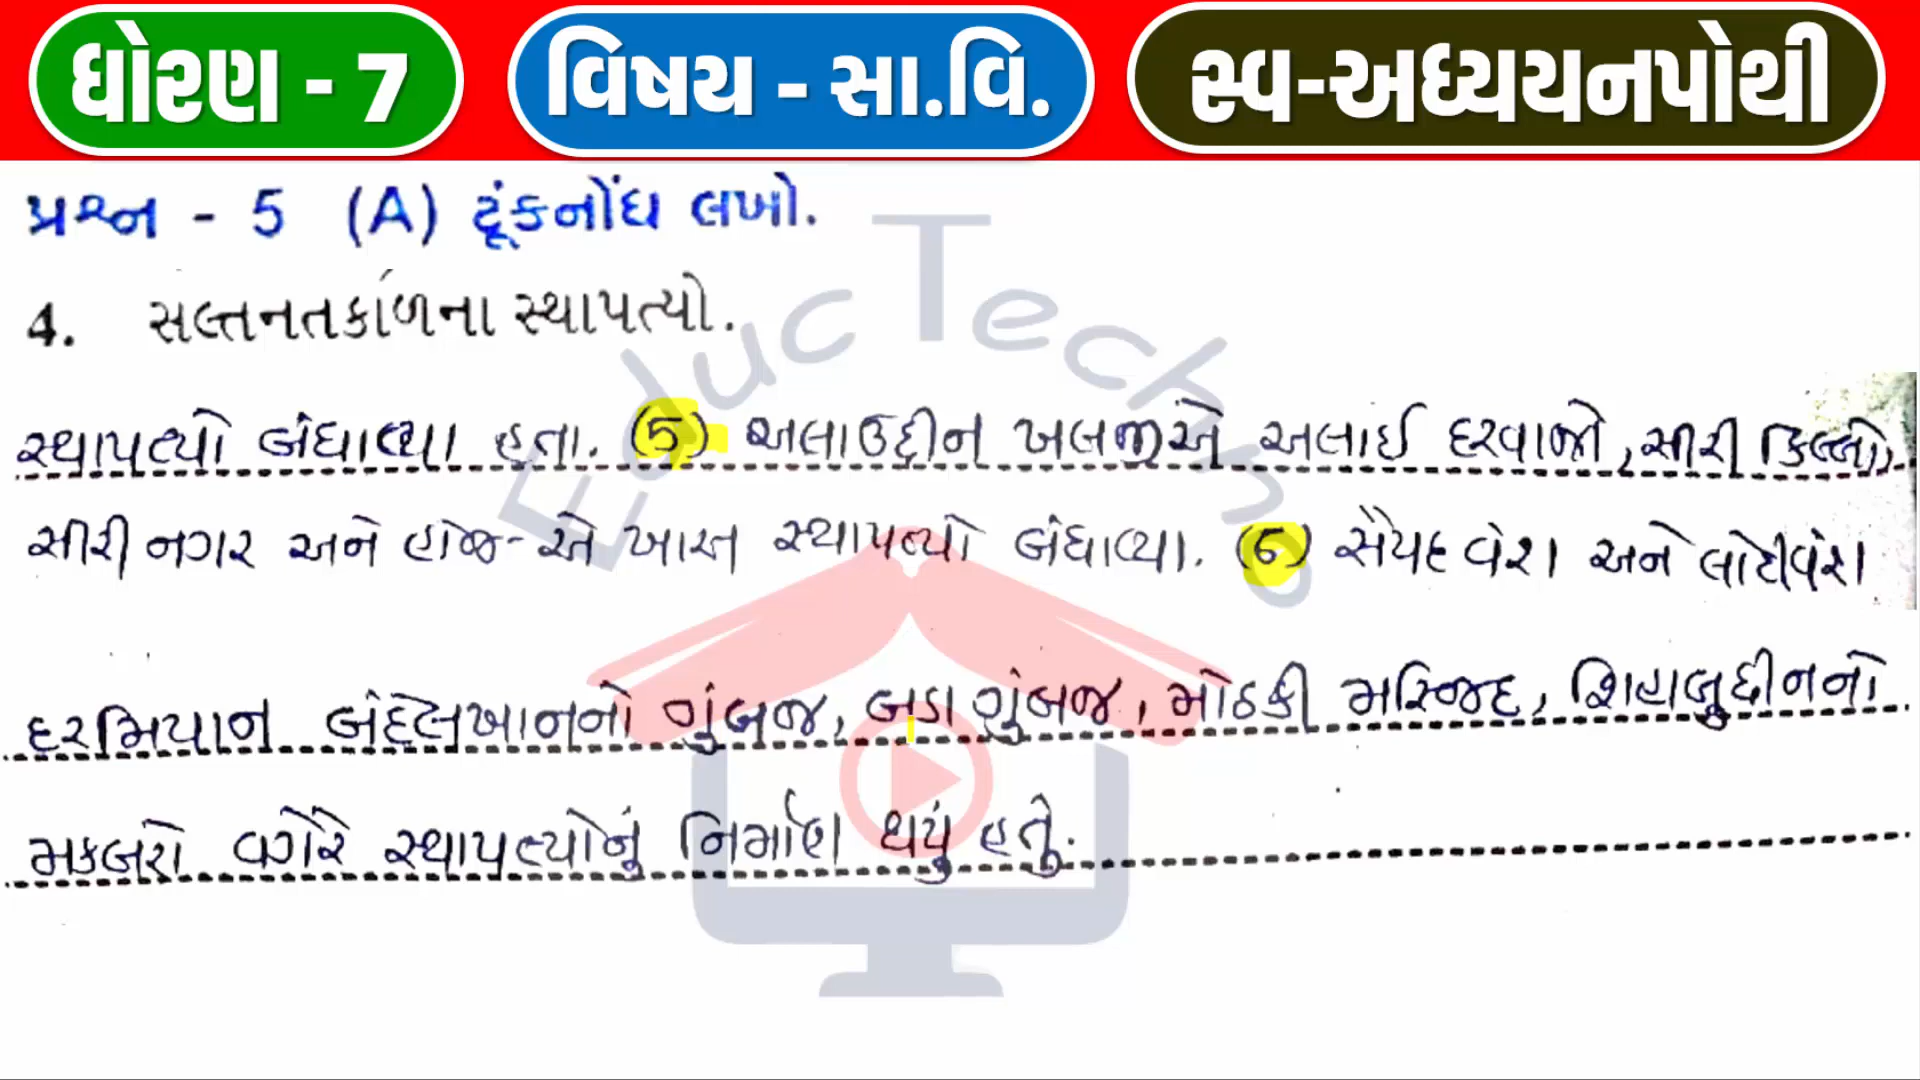 ધોરણ - 7 વિષય - સા.વિ. સ્વ-અધ્યયનપોથી
પ્રશ્ન - 5 (A) ટૂંકનોંધ લખો.
4. સલ્તનતકાળના સ્થાપત્યો.
સ્થાપત્યો બંધાવ્યા હતા. (5) અલાઉદ્દીન ખલજીએ અલાઈ દરવાજો, સીરી કિલ્લો,
સીરી નગર અને હોજ-એ ખાસ સ્થાપત્યો બંધાવ્યા. (6) સૈયદ વંશ અને લોદીવંશ
દરમિયાન બંદેલખાનનો ગુંબજ, બડા ગુંબજ, મોઠકી મસ્જિદ, શિહાબુદ્દીનનો
મકબરો વગેરે સ્થાપત્યોનું નિર્માણ થયું હતું.
EducTechno